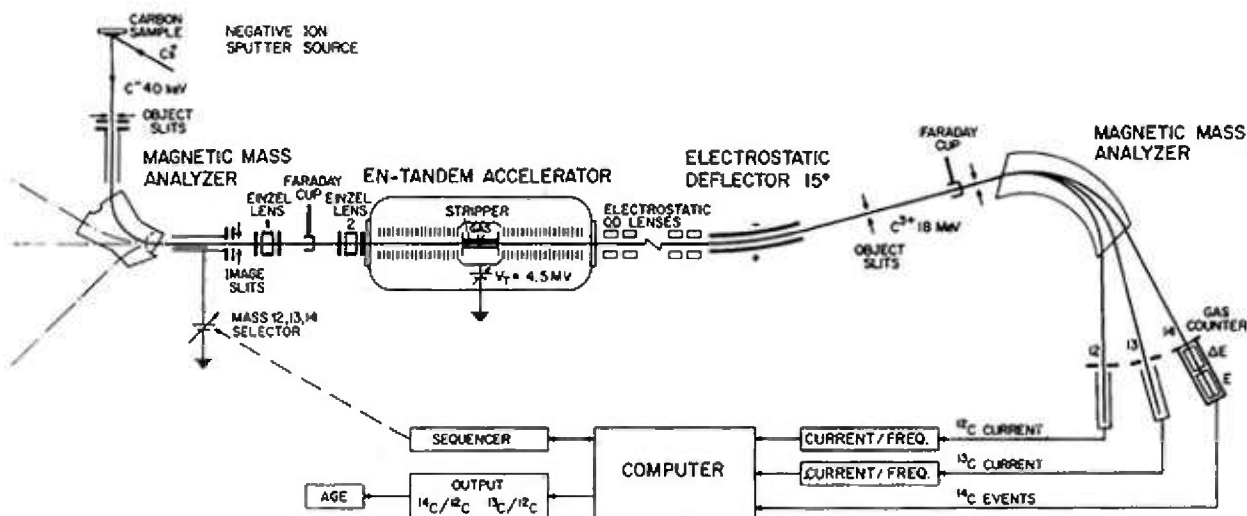 CARBON
SAMPLE
NEGATIVE ION
SPUTTER SOURCE
C⁻ 40 keV
OBJECT
SLITS
MAGNETIC MASS
ANALYZER
EINZEL
LENS
1
FARADAY
CUP
EINZEL
LENS
2
EN-TANDEM ACCELERATOR
STRIPPER
GAS
V_T = 4.5 MV
ELECTROSTATIC
QD LENSES
ELECTROSTATIC
DEFLECTOR 15°
-
+
FARADAY
CUP
C³⁺ 18 MeV
OBJECT
SLITS
MAGNETIC MASS
ANALYZER
IMAGE
SLITS
MASS 12,13,14
SELECTOR
12
13
14
GAS
COUNTER
ΔE
E
SEQUENCER
COMPUTER
CURRENT/FREQ.
¹²C CURRENT
CURRENT/FREQ.
¹³C CURRENT
¹⁴C EVENTS
AGE
OUTPUT
¹⁴C/¹²C ¹³C/¹²C